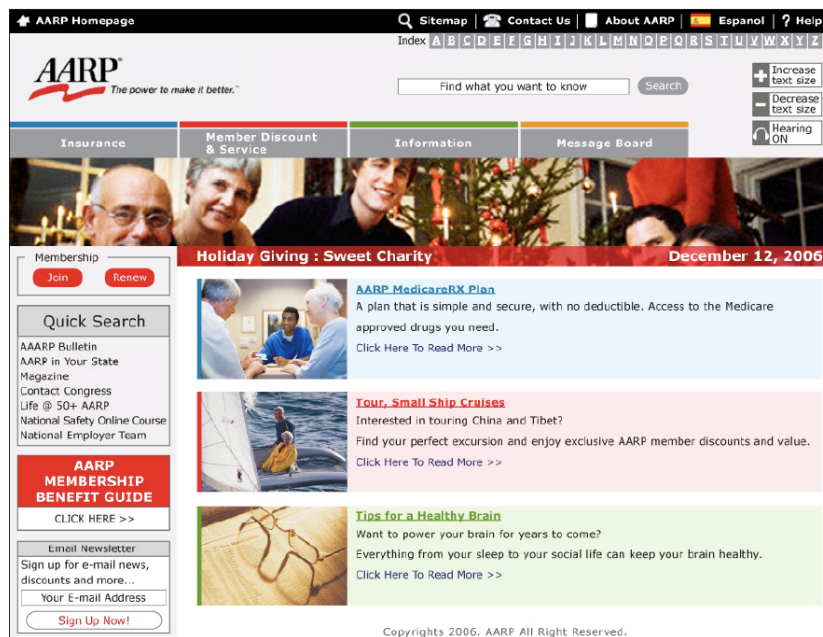 AARP Homepage
Sitemap
Contact Us
About AARP
Espanol
? Help
Index A B C D E F G H I J K L M N O P Q R S T U V W X Y Z
AARP®
The power to make it better.™
Find what you want to know
Search
Increase
text size
Decrease
text size
Hearing
ON
Insurance
Member Discount
& Service
Information
Message Board
Holiday Giving : Sweet Charity
December 12, 2006
Membership
Join
Renew
Quick Search
AAARP Bulletin
AARP in Your State
Magazine
Contact Congress
Life @ 50+ AARP
National Safety Online Course
National Employer Team
AARP
MEMBERSHIP
BENEFIT GUIDE
CLICK HERE >>
Email Newsletter
Sign up for e-mail news,
discounts and more...
Your E-mail Address
Sign Up Now!
AARP MedicareRX Plan
A plan that is simple and secure, with no deductible. Access to the Medicare
approved drugs you need.
Click Here To Read More >>
Tour, Small Ship Cruises
Interested in touring China and Tibet?
Find your perfect excursion and enjoy exclusive AARP member discounts and value.
Click Here To Read More >>
Tips for a Healthy Brain
Want to power your brain for years to come?
Everything from your sleep to your social life can keep your brain healthy.
Click Here To Read More >>
Copyrights 2006. AARP All Right Reserved.